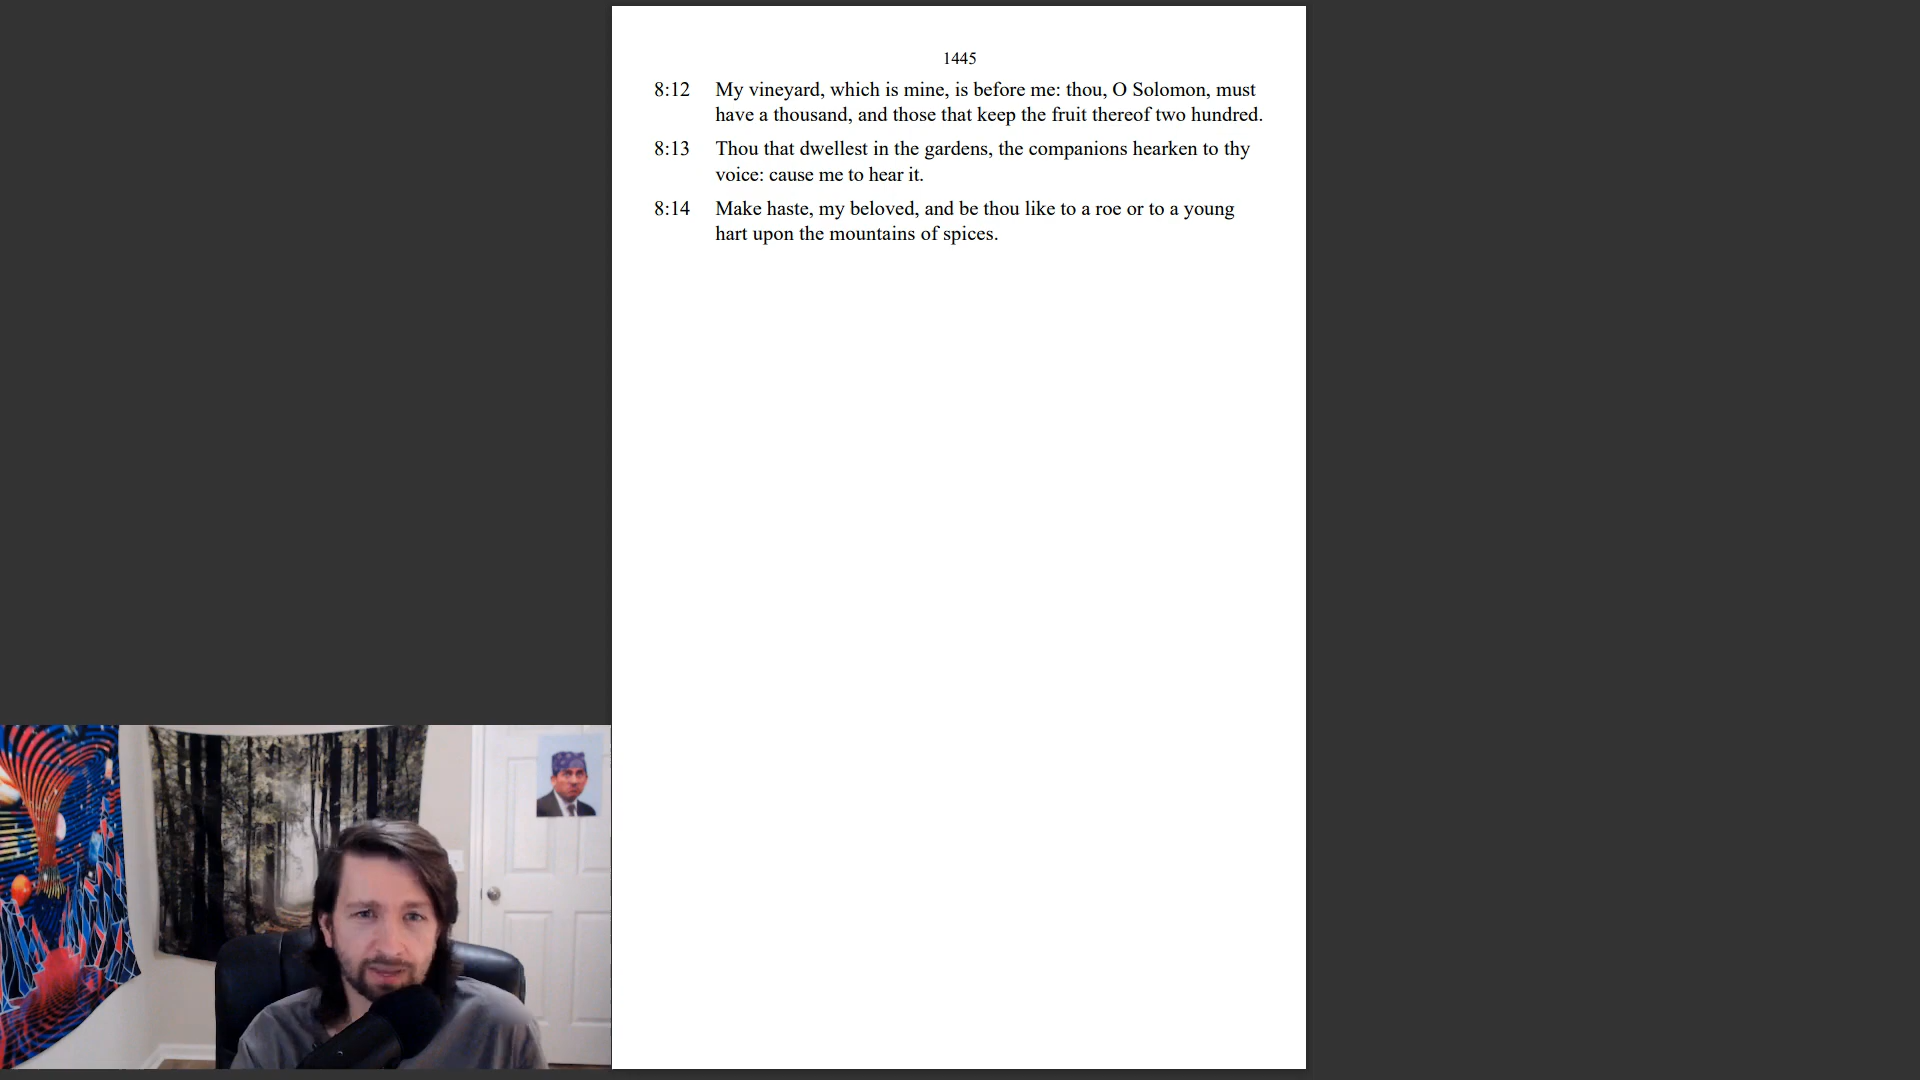 1445
8:12 My vineyard, which is mine, is before me: thou, O Solomon, must
have a thousand, and those that keep the fruit thereof two hundred.
8:13 Thou that dwellest in the gardens, the companions hearken to thy
voice: cause me to hear it.
8:14 Make haste, my beloved, and be thou like to a roe or to a young
hart upon the mountains of spices.